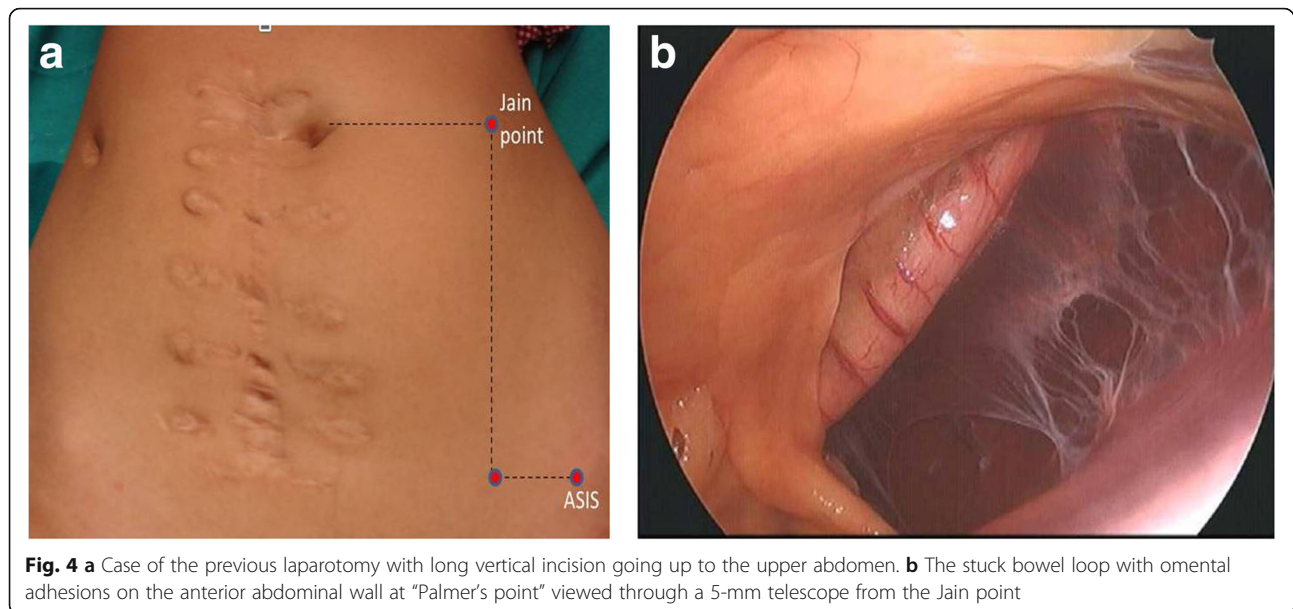 a
b
Jain
point
ASIS
Fig. 4 a Case of the previous laparotomy with long vertical incision going up to the upper abdomen. b The stuck bowel loop with omental
adhesions on the anterior abdominal wall at “Palmer’s point” viewed through a 5-mm telescope from the Jain point